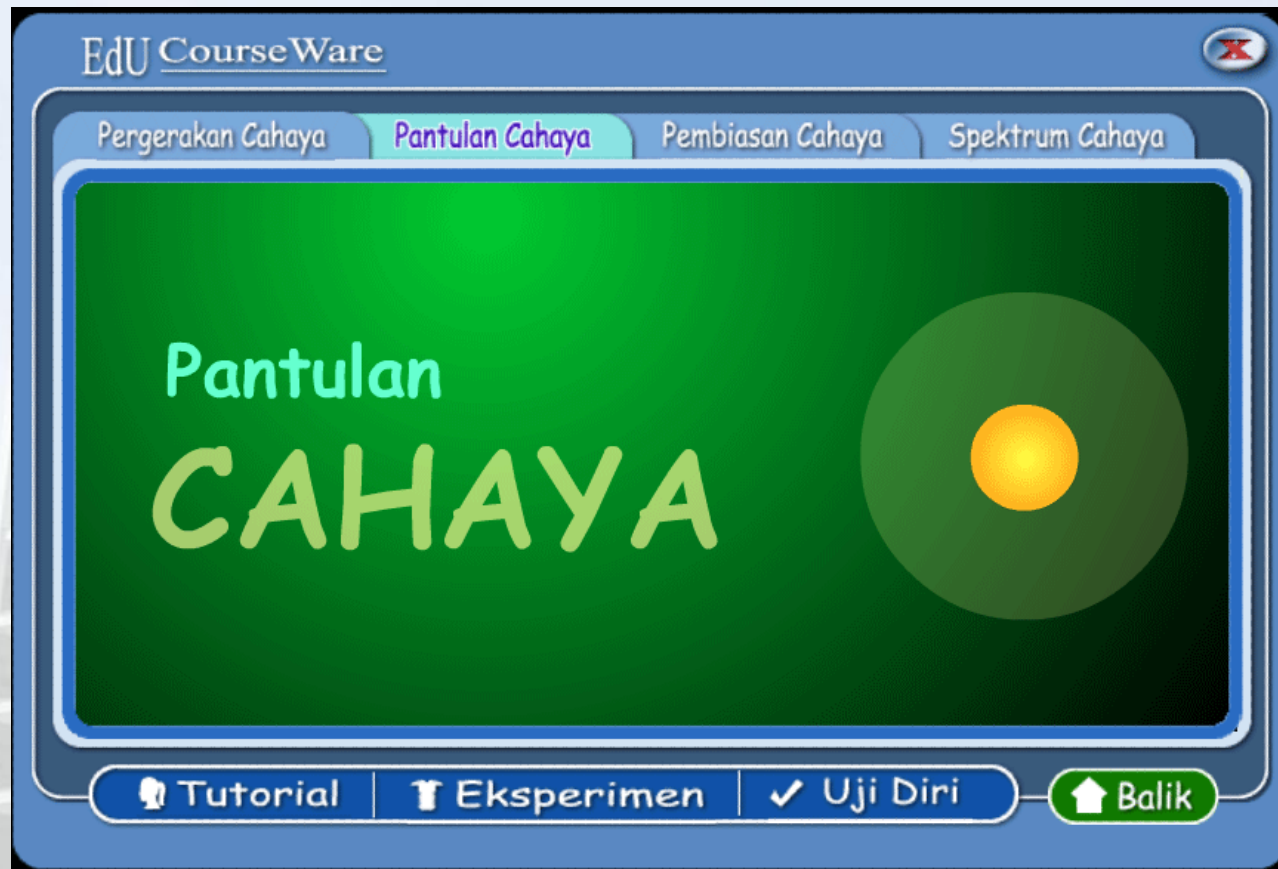 EdU CourseWare
Pergerakan Cahaya Pantulan Cahaya Pembiasan Cahaya Spektrum Cahaya
Pantulan
CAHAYA
Tutorial Eksperimen Uji Diri Balik